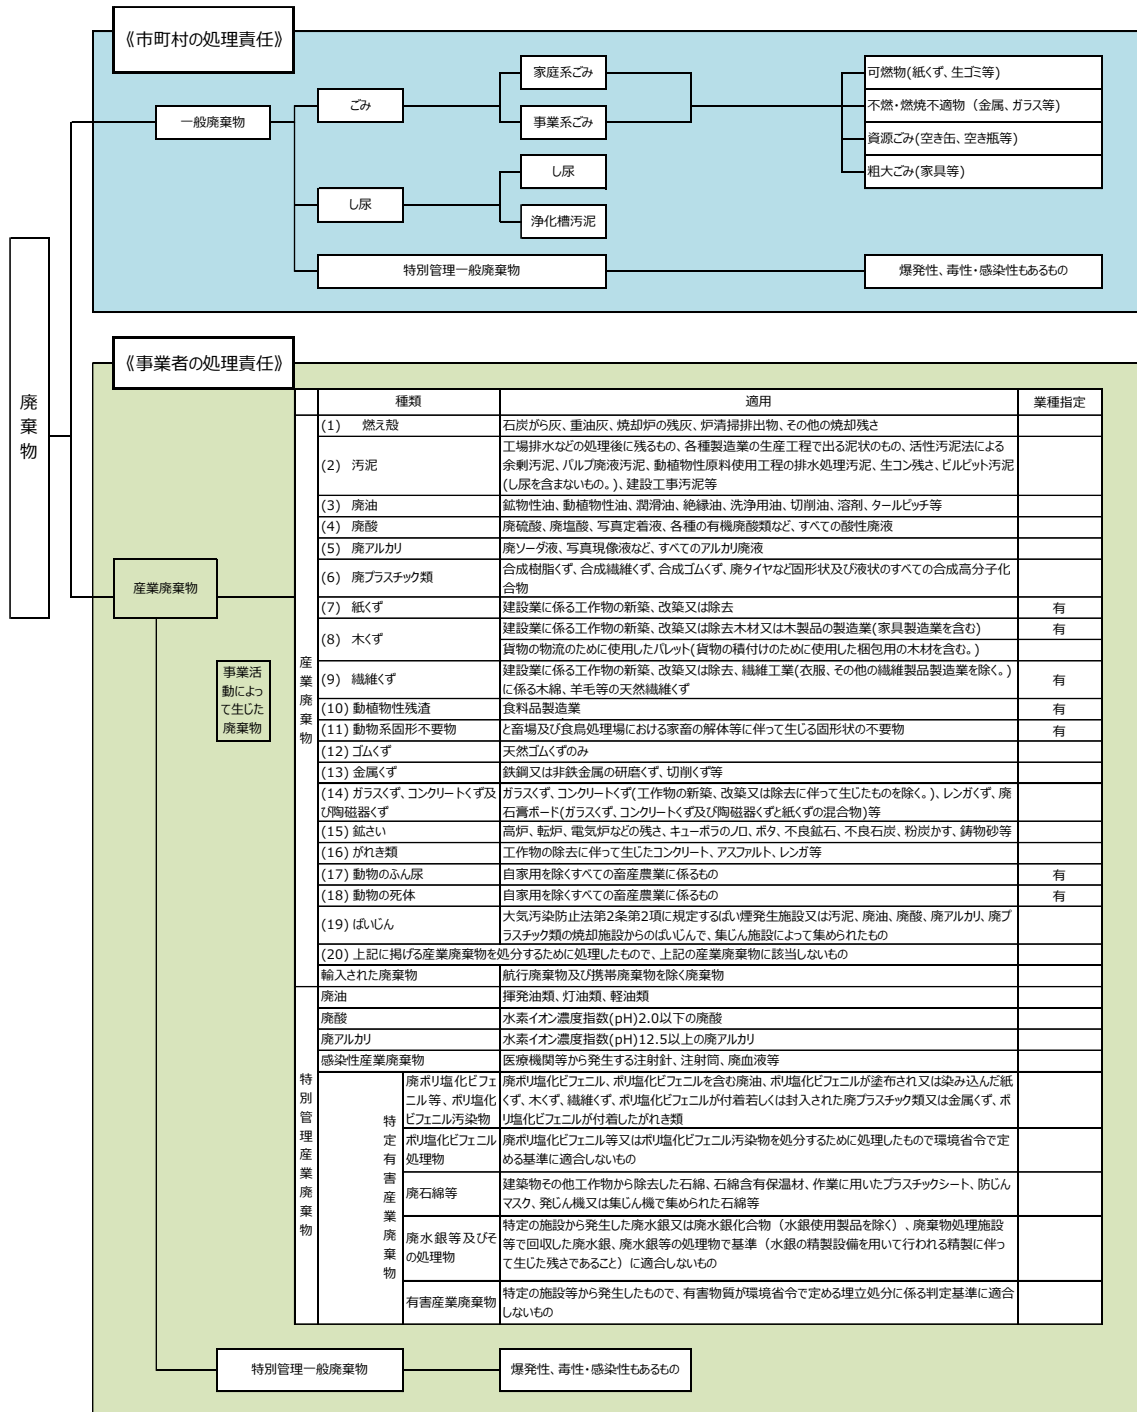 《市町村の処理責任》
家庭系ごみ
可燃物(紙くず、生ゴミ等)
ごみ
不燃・燃焼不適物（金属、ガラス等)
一般廃棄物
事業系ごみ
資源ごみ(空き缶、空き瓶等)
し尿
粗大ごみ(家具等)
し尿
浄化槽汚泥
特別管理一般廃棄物
爆発性、毒性・感染性もあるもの
廃棄物
《事業者の処理責任》
種類 適用 業種指定
産業廃棄物
事業活
動によっ
て生じた
廃棄物
産業廃棄物
(1) 燃え殻 石炭がら灰、重油灰、焼却炉の残灰、炉清掃排出物、その他の焼却残さ
(2) 汚泥 工場排水などの処理後に残るもの、各種製造業の生産工程で出る泥状のもの、活性汚泥法による
余剰汚泥、パルプ廃液汚泥、動植物性原料使用工程の排水処理汚泥、生コン残さ、ビルピット汚泥
(し尿を含まないもの。)、建設工事汚泥等
(3) 廃油 鉱物性油、動植物性油、潤滑油、絶縁油、洗浄用油、切削油、溶剤、タールピッチ等
(4) 廃酸 廃硫酸、廃塩酸、写真定着液、各種の有機廃酸類など、すべての酸性廃液
(5) 廃アルカリ 廃ソーダ液、写真現像液など、すべてのアルカリ廃液
(6) 廃プラスチック類 合成樹脂くず、合成繊維くず、合成ゴムくず、廃タイヤなど固形状及び液状のすべての合成高分子化
合物
(7) 紙くず 建設業に係る工作物の新築、改築又は除去 有
(8) 木くず 建設業に係る工作物の新築、改築又は除去木材又は木製品の製造業(家具製造業を含む) 有
貨物の物流のために使用したパレット(貨物の積付けのために使用した梱包用の木材を含む。)
(9) 繊維くず 建設業に係る工作物の新築、改築又は除去、繊維工業(衣服、その他の繊維製品製造業を除く。)
に係る木綿、羊毛等の天然繊維くず 有
(10) 動植物性残渣 食料品製造業 有
(11) 動物系固形不要物 と畜場及び食鳥処理場における家畜の解体等に伴って生じる固形状の不要物 有
(12) ゴムくず 天然ゴムくずのみ
(13) 金属くず 鉄鋼又は非鉄金属の研磨くず、切削くず等
(14) ガラスくず、コンクリートくず及 ガラスくず、コンクリートくず(工作物の新築、改築又は除去に伴って生じたものを除く。)、レンガくず、廃
び陶磁器くず 石膏ボード(ガラスくず、コンクリートくず及び陶磁器くずと紙くずの混合物)等
(15) 鉱さい 高炉、転炉、電気炉などの残さ、キューポラのノロ、ボタ、不良鉱石、不良石炭、粉炭かす、鋳物砂等
(16) がれき類 工作物の除去に伴って生じたコンクリート、アスファルト、レンガ等
(17) 動物のふん尿 自家用を除くすべての畜産農業に係るもの 有
(18) 動物の死体 自家用を除くすべての畜産農業に係るもの 有
(19) ばいじん 大気汚染防止法第2条第2項に規定するばい煙発生施設又は汚泥、廃油、廃酸、廃アルカリ、廃プ
ラスチック類の焼却施設からのばいじんで、集じん施設によって集められたもの
(20) 上記に掲げる産業廃棄物を処分するために処理したもので、上記の産業廃棄物に該当しないもの
輸入された廃棄物 航行廃棄物及び携帯廃棄物を除く廃棄物
特別管理産業廃棄物
廃油 揮発油類、灯油類、軽油類
廃酸 水素イオン濃度指数(pH)2.0以下の廃酸
廃アルカリ 水素イオン濃度指数(pH)12.5以上の廃アルカリ
感染性産業廃棄物 医療機関等から発生する注射針、注射筒、廃血液等
特定有害産業廃棄物
廃ポリ塩化ビフェ 廃ポリ塩化ビフェニル、ポリ塩化ビフェニルを含む廃油、ポリ塩化ビフェニルが塗布され又は染み込んだ紙
ニル等、ポリ塩化 くず、木くず、繊維くず、ポリ塩化ビフェニルが付着若しくは封入された廃プラスチック類又は金属くず、ポ
ビフェニル汚染物 リ塩化ビフェニルが付着したがれき類
ポリ塩化ビフェニル 廃ポリ塩化ビフェニル等又はポリ塩化ビフェニル汚染物を処分するために処理したもので環境省令で定
処理物 める基準に適合しないもの
廃石綿等 建築物その他工作物から除去した石綿、石綿含有保温材、作業に用いたプラスチックシート、防じん
マスク、発じん機又は集じん機で集められた石綿等
廃水銀等及びそ 特定の施設から発生した廃水銀又は廃水銀化合物（水銀使用製品を除く）、廃棄物処理施設
の処理物 等で回収した廃水銀、廃水銀等の処理物で基準（水銀の精製設備を用いて行われる精製に伴っ
て生じた残さであること）に適合しないもの
有害産業廃棄物 特定の施設等から発生したもので、有害物質が環境省令で定める埋立処分に係る判定基準に適合
しないもの
特別管理一般廃棄物
爆発性、毒性・感染性もあるもの